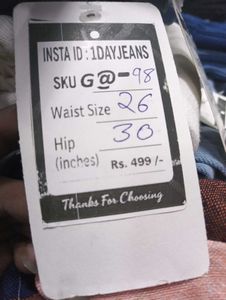 INSTA ID : 1DAYJEANS
SKU G@-98
Waist Size 26
Hip 30
(inches) Rs. 499 /-
Thanks For Choosing